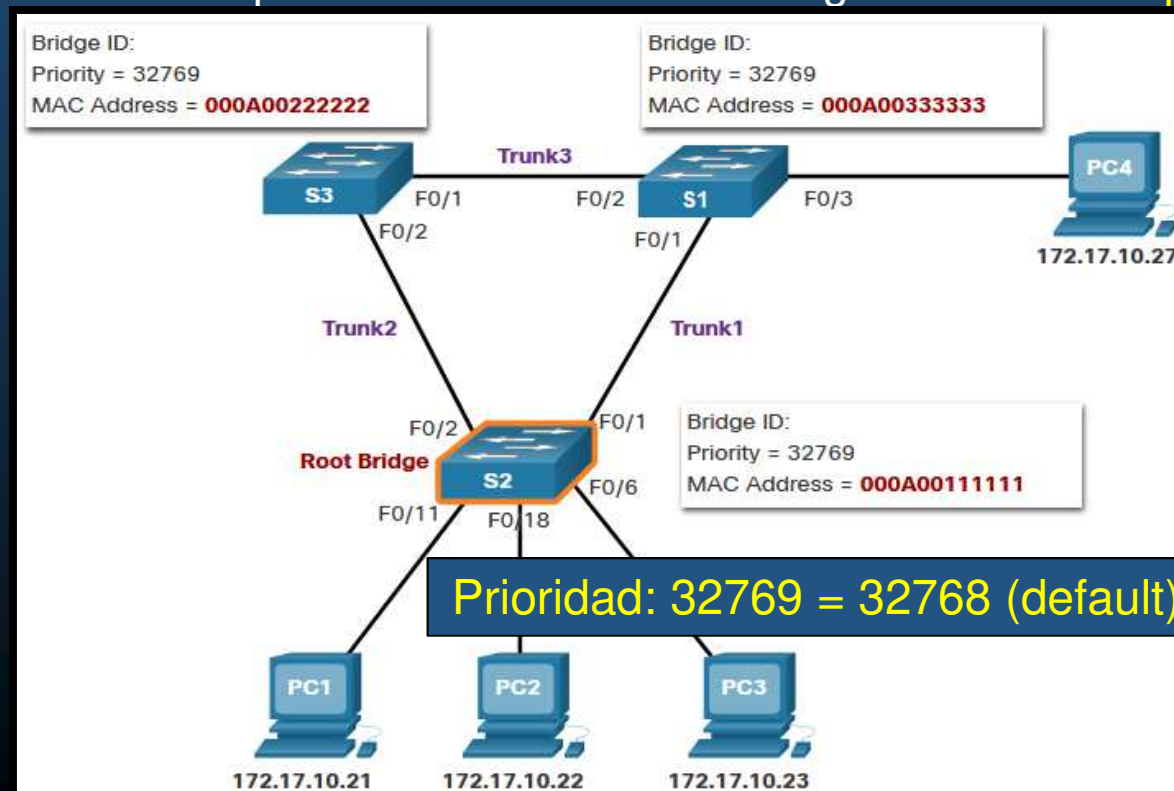 Bridge ID:
Priority = 32769
MAC Address = 000A00222222
Bridge ID:
Priority = 32769
MAC Address = 000A00333333
Trunk3
S3
F0/1
F0/2
S1
F0/3
PC4
F0/2
F0/1
172.17.10.27
Trunk2
Trunk1
F0/2
F0/1
Bridge ID:
Priority = 32769
MAC Address = 000A00111111
Root Bridge
S2
F0/6
F0/11
F0/18
Prioridad: 32769 = 32768 (default)
PC1
PC2
PC3
172.17.10.21
172.17.10.22
172.17.10.23